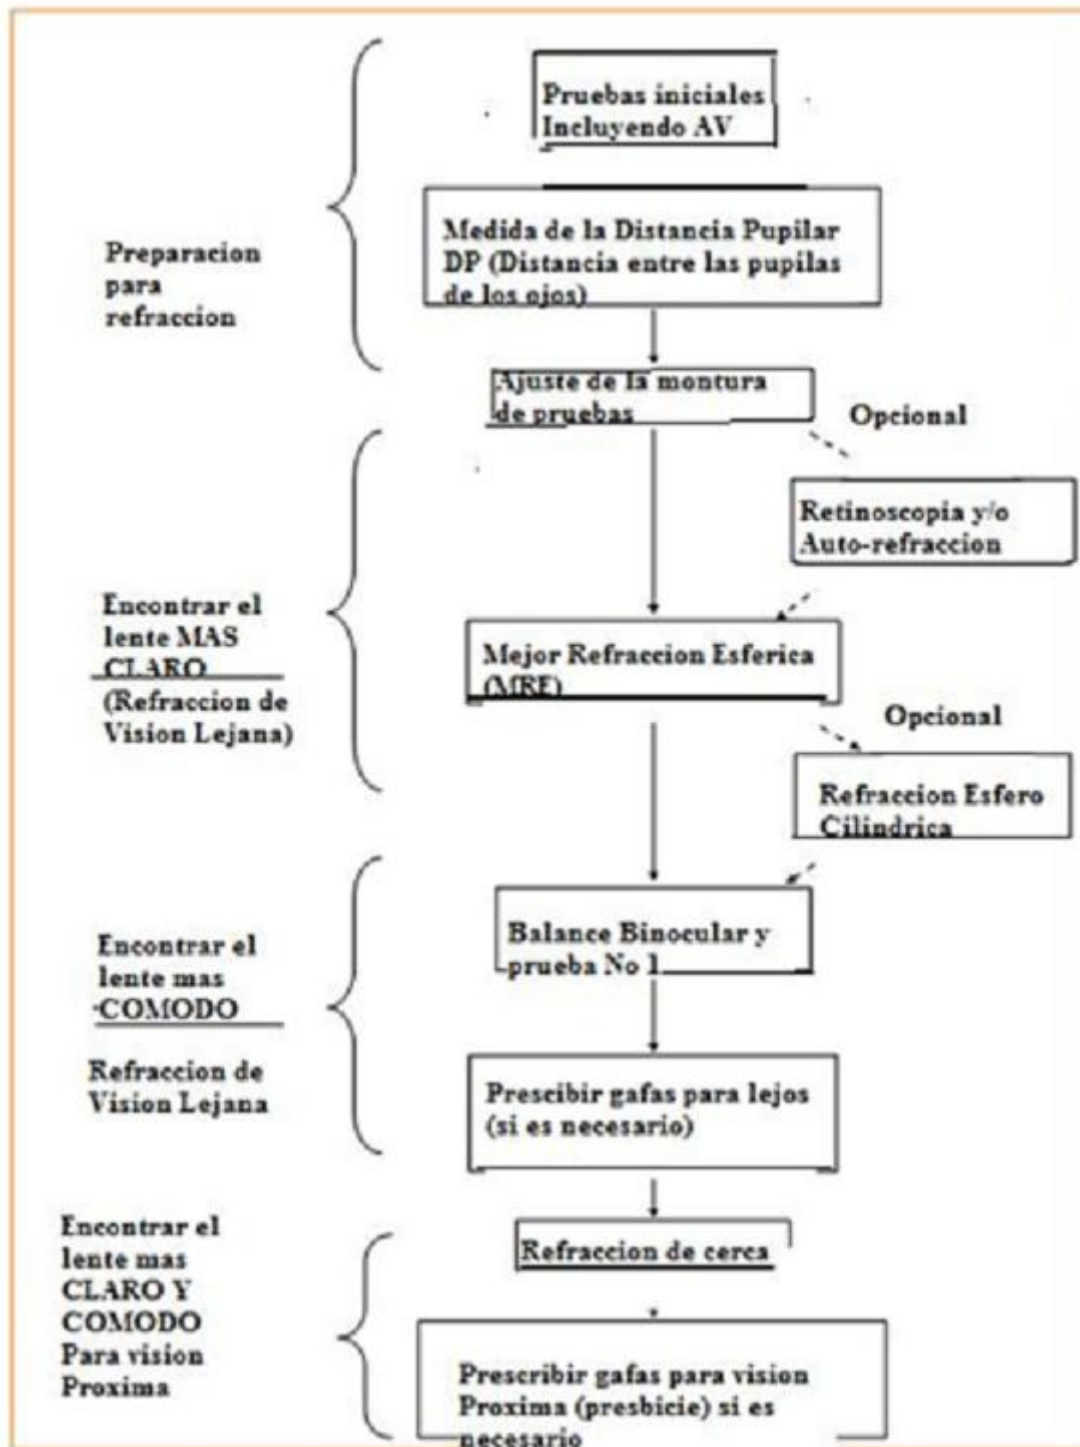 Pruebas iniciales
Incluyendo AV
Medida de la Distancia Pupilar
DP (Distancia entre las pupilas
de los ojos)
Preparacion
para
refraccion
Ajuste de la montura
de pruebas
Opcional
Retinoscopia y/o
Auto-refraccion
Encontrar el
lente MAS
CLARO
(Refraccion de
Vision Lejana)
Mejor Refraccion Esferica
(MRE)
Opcional
Refraccion Esfero
Cilindrica
Encontrar el
lente mas
COMODO
Refraccion de
Vision Lejana
Balance Binocular y
prueba No 1
Prescibir gafas para lejos
(si es necesario)
Encontrar el
lente mas
CLARO Y
COMODO
Para vision
Proxima
Refraccion de cerca
Prescribir gafas para vision
Proxima (presbicie) si es
necesario